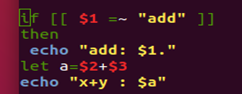 if [[ $1 =~ "add" ]]
then
echo "add: $1."
let a=$2+$3
echo "x+y : $a"